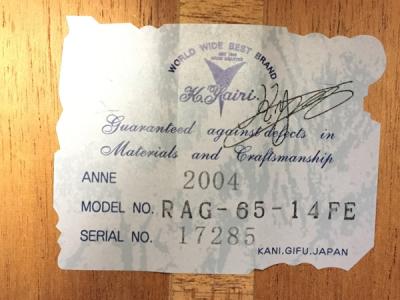 WORLD WIDE BEST BRAND
K.Yairi.
Guaranteed against defects in
Materials and Craftsmanship
ANNE 2004
MODEL NO. RAG-65-14FE
SERIAL NO. 17285
KANI.GIFU.JAPAN